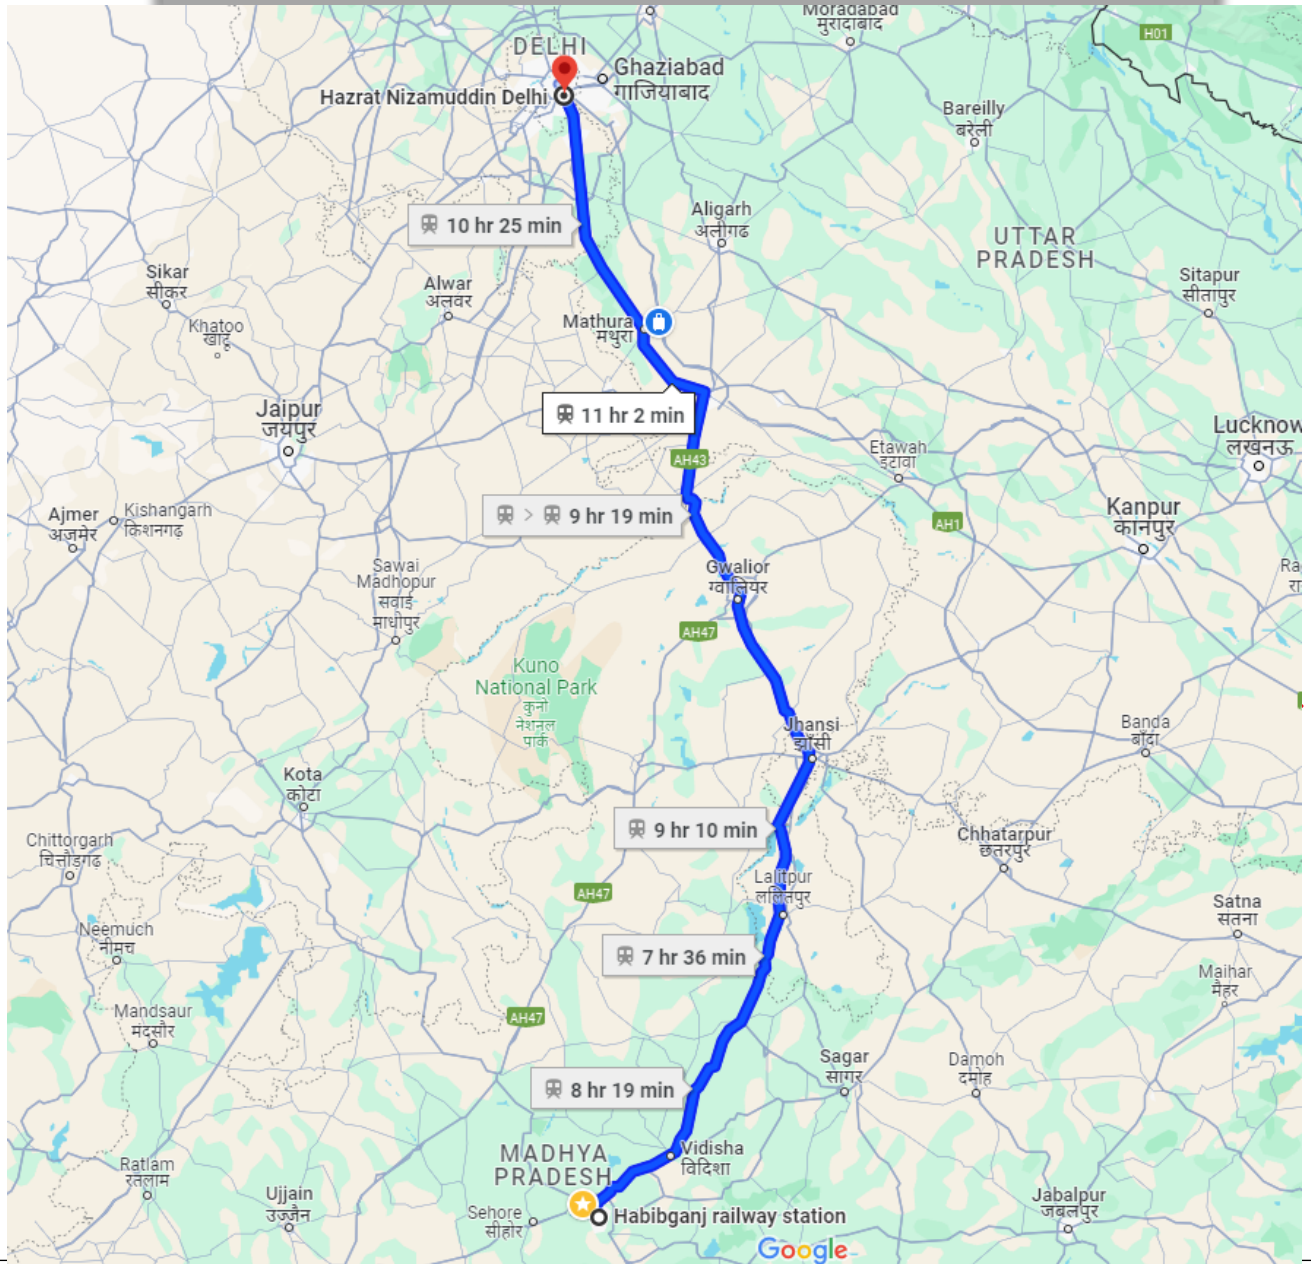 Moradabad
मुरादाबाद
H01
DELHI
Ghaziabad
गाजियाबाद
Hazrat Nizamuddin Delhi
Bareilly
बरेली
Aligarh
अलीगढ
10 hr 25 min
UTTAR
PRADESH
Sikar
सीकर
Alwar
अलवर
Sitapur
सीतापुर
Khatoo
खाटू
Mathura
मथुरा
11 hr 2 min
Jaipur
जयपुर
Lucknow
लखनऊ
Etawah
इटावा
AH43
Ajmer
अजमेर
Kishangarh
किशनगढ़
9 hr 19 min
AH1
Kanpur
कानपुर
Gwalior
ग्वालियर
Sawai
Madhopur
सवाई
माधोपुर
Ra
रा
AH47
Kuno
National Park
कुनो
नेशनल
पार्क
Jhansi
झाँसी
Banda
बाँदा
Kota
कोटा
9 hr 10 min
Chittorgarh
चित्तौड़गढ़
Chhatarpur
छतरपुर
Lalitpur
ललितपुर
AH47
Satna
सतना
Neemuch
नीमच
7 hr 36 min
Maihar
मैहर
Mandsaur
मंदसौर
AH47
Sagar
सागर
Damoh
दमोह
8 hr 19 min
MADHYA
PRADESH
Vidisha
विदिशा
Ratlam
रतलाम
Ujjain
उज्जैन
Sehore
सीहोर
Habibganj railway station
Jabalpur
जबलपुर
Google